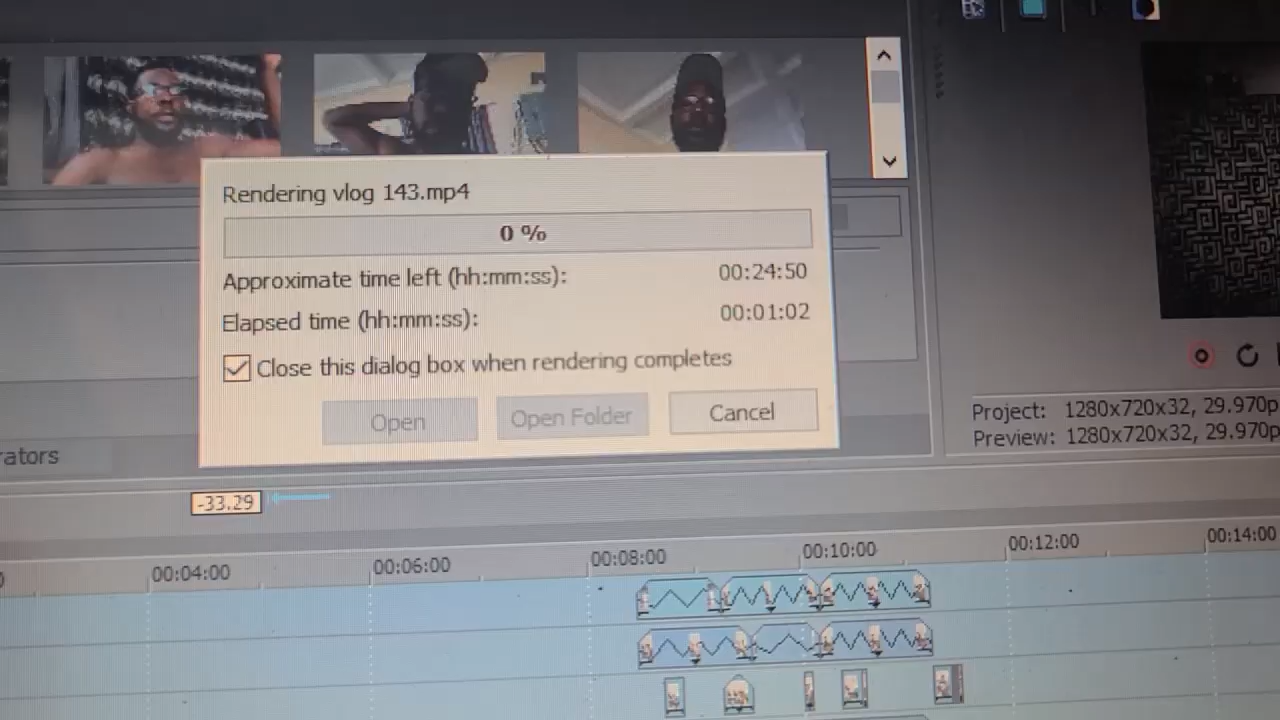 Rendering vlog 143.mp4
0 %
Approximate time left (hh:mm:ss): 00:24:50
Elapsed time (hh:mm:ss): 00:01:02
Close this dialog box when rendering completes
Open Open Folder Cancel
Project: 1280x720x32, 29.970p
Preview: 1280x720x32, 29.970p
rators
-33.29
00:04:00 00:06:00 00:08:00 00:10:00 00:12:00 00:14:00